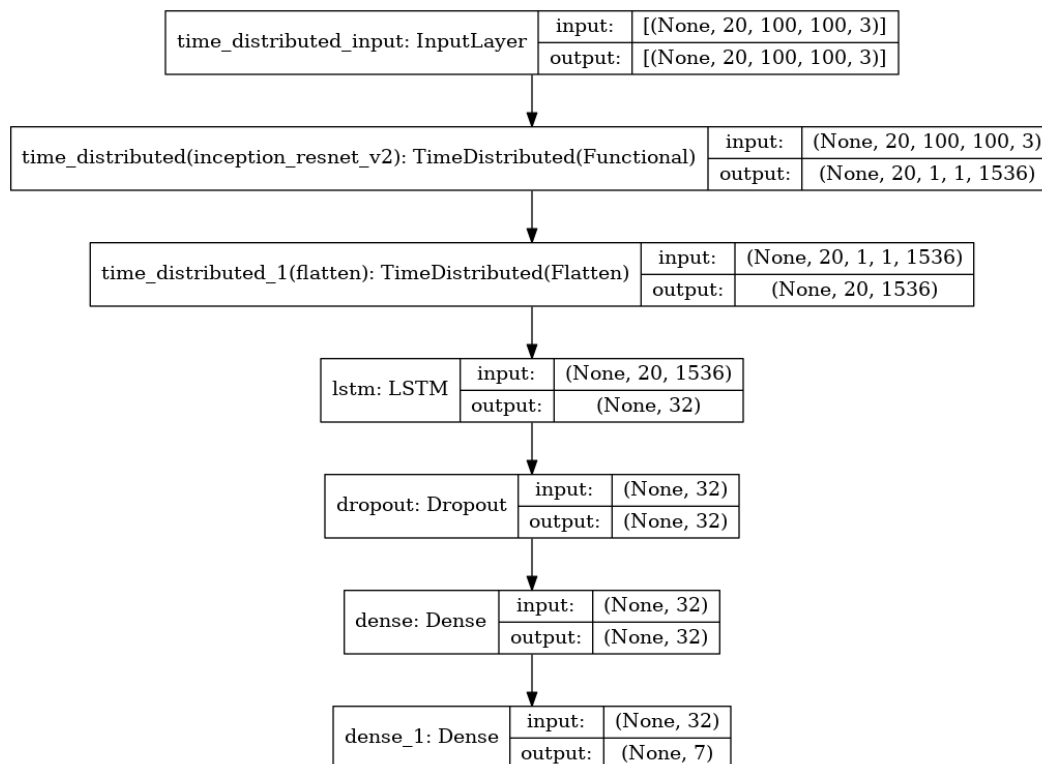 time_distributed_input: InputLayer
input: [(None, 20, 100, 100, 3)]
output: [(None, 20, 100, 100, 3)]
time_distributed(inception_resnet_v2): TimeDistributed(Functional)
input: (None, 20, 100, 100, 3)
output: (None, 20, 1, 1, 1536)
time_distributed_1(flatten): TimeDistributed(Flatten)
input: (None, 20, 1, 1, 1536)
output: (None, 20, 1536)
lstm: LSTM
input: (None, 20, 1536)
output: (None, 32)
dropout: Dropout
input: (None, 32)
output: (None, 32)
dense: Dense
input: (None, 32)
output: (None, 32)
dense_1: Dense
input: (None, 32)
output: (None, 7)